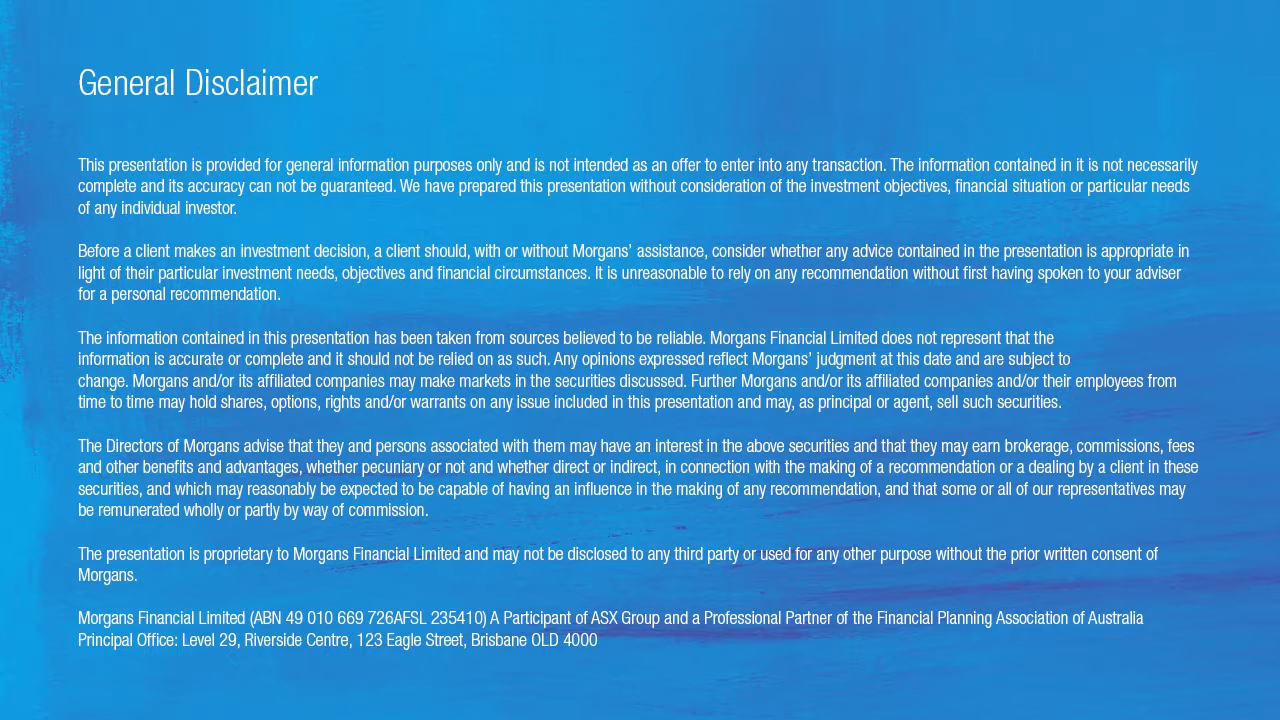 General Disclaimer
This presentation is provided for general information purposes only and is not intended as an offer to enter into any transaction. The information contained in it is not necessarily
complete and its accuracy can not be guaranteed. We have prepared this presentation without consideration of the investment objectives, financial situation or particular needs
of any individual investor.
Before a client makes an investment decision, a client should, with or without Morgans’ assistance, consider whether any advice contained in the presentation is appropriate in
light of their particular investment needs, objectives and financial circumstances. It is unreasonable to rely on any recommendation without first having spoken to your adviser
for a personal recommendation.
The information contained in this presentation has been taken from sources believed to be reliable. Morgans Financial Limited does not represent that the
information is accurate or complete and it should not be relied on as such. Any opinions expressed reflect Morgans’ judgment at this date and are subject to
change. Morgans and/or its affiliated companies may make markets in the securities discussed. Further Morgans and/or its affiliated companies and/or their employees from
time to time may hold shares, options, rights and/or warrants on any issue included in this presentation and may, as principal or agent, sell such securities.
The Directors of Morgans advise that they and persons associated with them may have an interest in the above securities and that they may earn brokerage, commissions, fees
and other benefits and advantages, whether pecuniary or not and whether direct or indirect, in connection with the making of a recommendation or a dealing by a client in these
securities, and which may reasonably be expected to be capable of having an influence in the making of any recommendation, and that some or all of our representatives may
be remunerated wholly or partly by way of commission.
The presentation is proprietary to Morgans Financial Limited and may not be disclosed to any third party or used for any other purpose without the prior written consent of
Morgans.
Morgans Financial Limited (ABN 49 010 669 726AFSL 235410) A Participant of ASX Group and a Professional Partner of the Financial Planning Association of Australia
Principal Office: Level 29, Riverside Centre, 123 Eagle Street, Brisbane OLD 4000